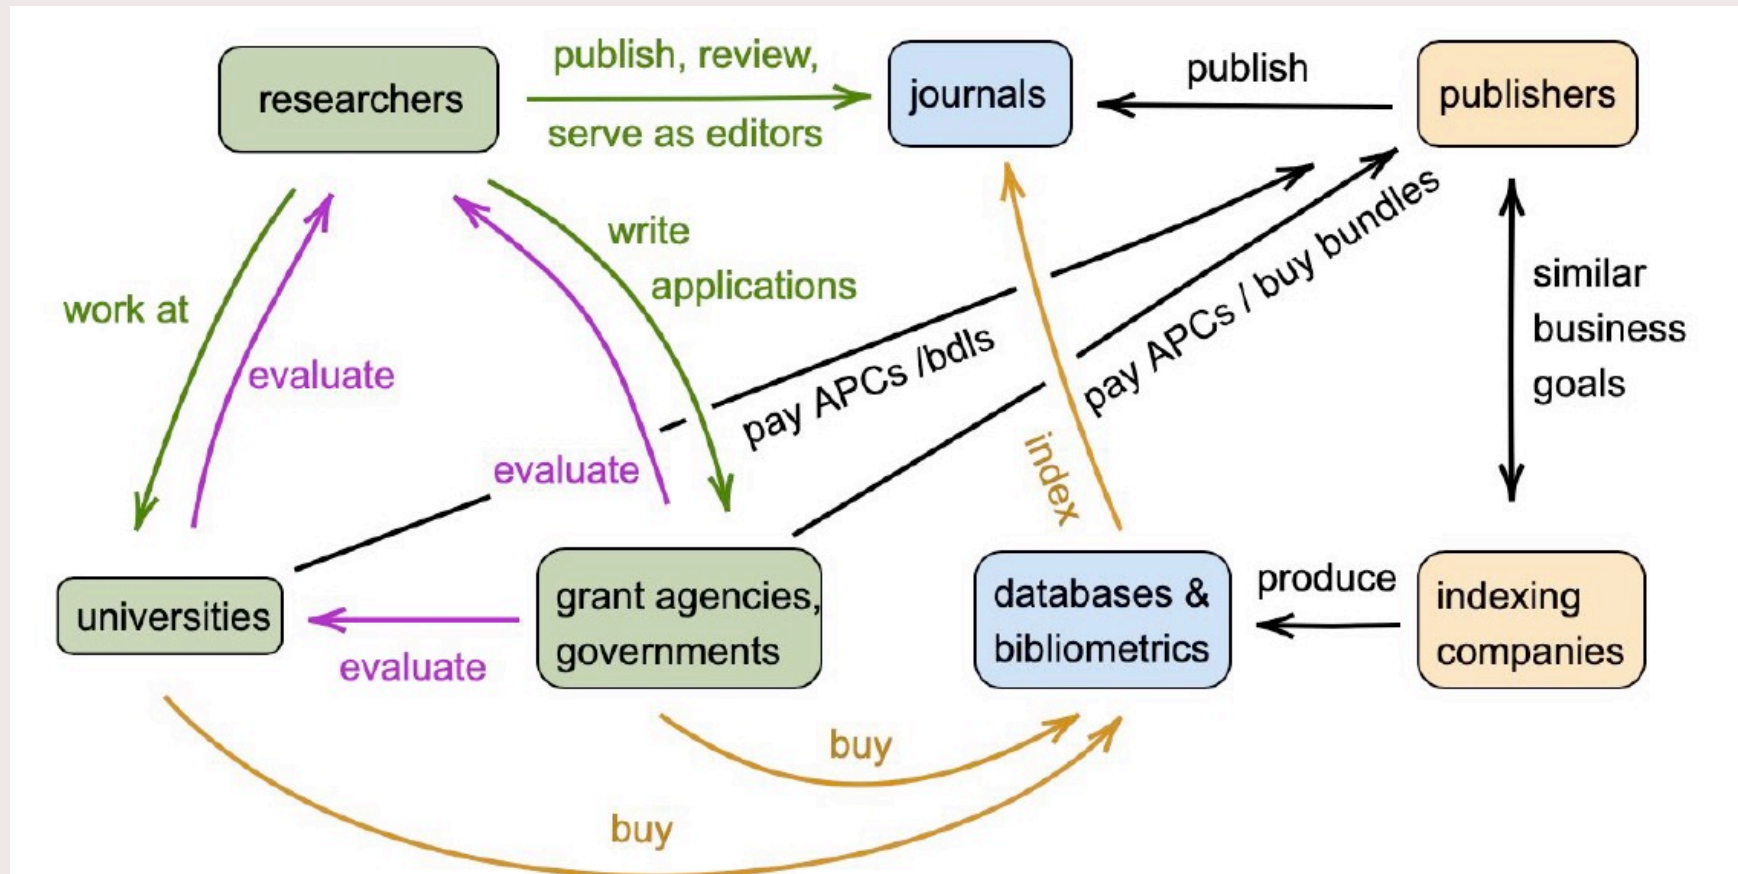 publish, review,
researchers
journals
publish
publishers
serve as editors
write
applications
work at
evaluate
pay APCs /bdls
pay APCs / buy bundles
similar
business
goals
evaluate
index
universities
evaluate
grant agencies,
governments
databases &
bibliometrics
produce
indexing
companies
buy
buy